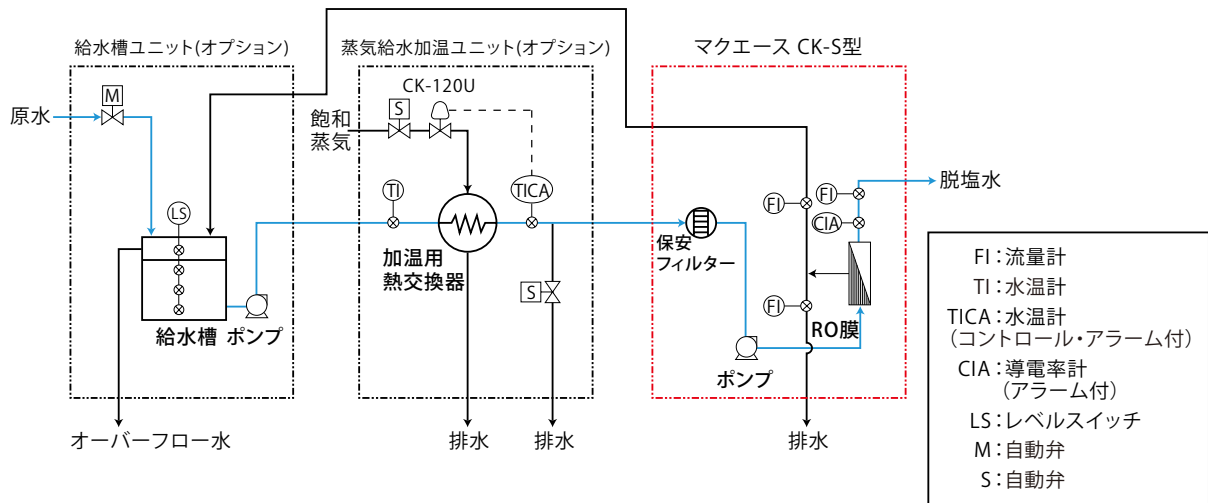 給水槽ユニット(オプション)
蒸気給水加温ユニット(オプション)
マクエース CK-S型
原水
M
LS
給水槽
ポンプ
オーバーフロー水
CK-120U
S
飽和
蒸気
TI
TICA
加温用
熱交換器
S
排水
排水
保安
フィルター
ポンプ
FI
FI
FI
CIA
RO膜
脱塩水
排水
FI：流量計
TI：水温計
TICA：水温計
（コントロール・アラーム付）
CIA：導電率計
（アラーム付）
LS：レベルスイッチ
M：自動弁
S：自動弁